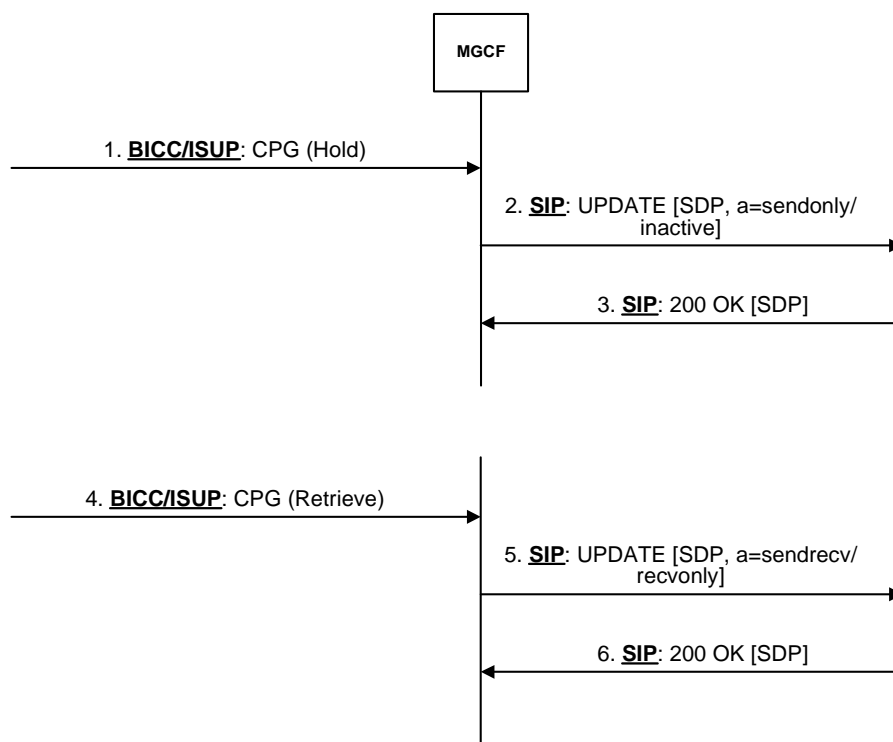 MGCF
1. BICC/ISUP: CPG (Hold)
2. SIP: UPDATE [SDP, a=sendonly/
inactive]
3. SIP: 200 OK [SDP]
4. BICC/ISUP: CPG (Retrieve)
5. SIP: UPDATE [SDP, a=sendrecv/
recvonly]
6. SIP: 200 OK [SDP]